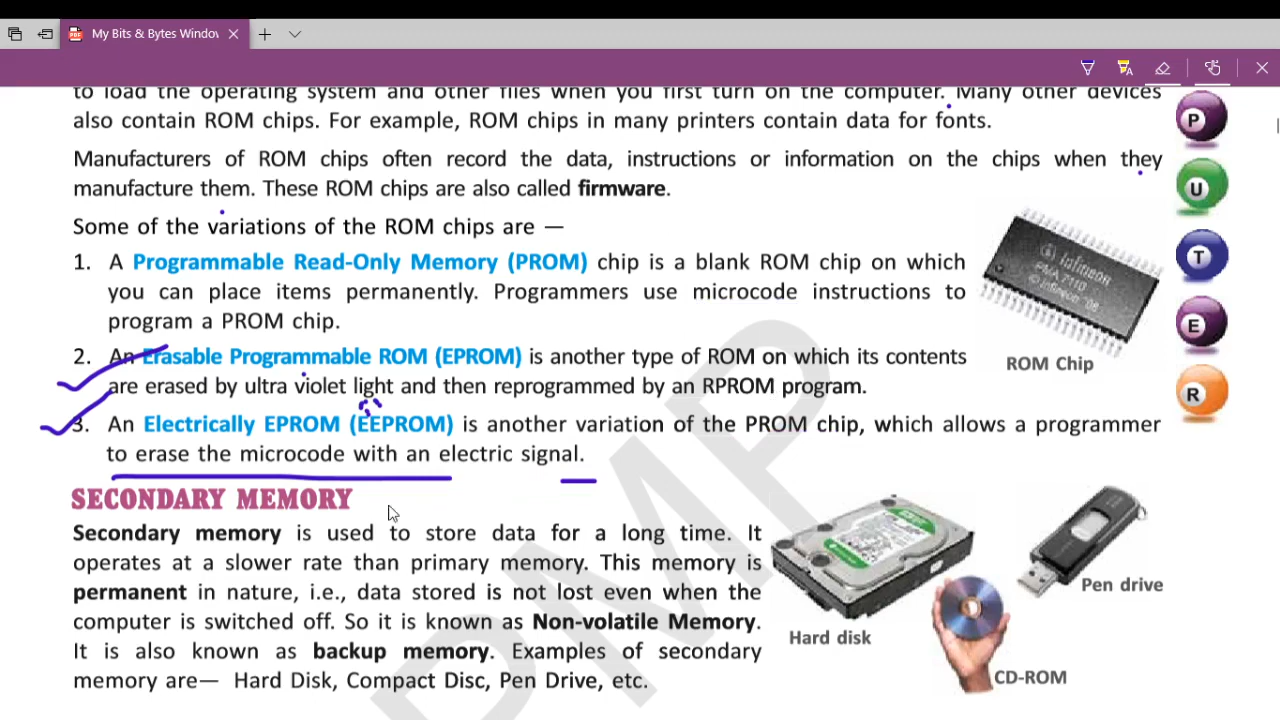 My Bits & Bytes Window
to load the operating system and other files when you first turn on the computer. Many other devices
also contain ROM chips. For example, ROM chips in many printers contain data for fonts.
Manufacturers of ROM chips often record the data, instructions or information on the chips when they
manufacture them. These ROM chips are also called firmware.
Some of the variations of the ROM chips are —
1. A Programmable Read-Only Memory (PROM) chip is a blank ROM chip on which
you can place items permanently. Programmers use microcode instructions to
program a PROM chip.
2. An Erasable Programmable ROM (EPROM) is another type of ROM on which its contents
are erased by ultra violet light and then reprogrammed by an RPROM program.
3. An Electrically EPROM (EEPROM) is another variation of the PROM chip, which allows a programmer
to erase the microcode with an electric signal.
infineon
PMA 7110
© Infineon '08
ROM Chip
P
U
T
E
R
SECONDARY MEMORY
Secondary memory is used to store data for a long time. It
operates at a slower rate than primary memory. This memory is
permanent in nature, i.e., data stored is not lost even when the
computer is switched off. So it is known as Non-volatile Memory.
It is also known as backup memory. Examples of secondary
memory are— Hard Disk, Compact Disc, Pen Drive, etc.
Hard disk
Pen drive
CD-ROM
PMP